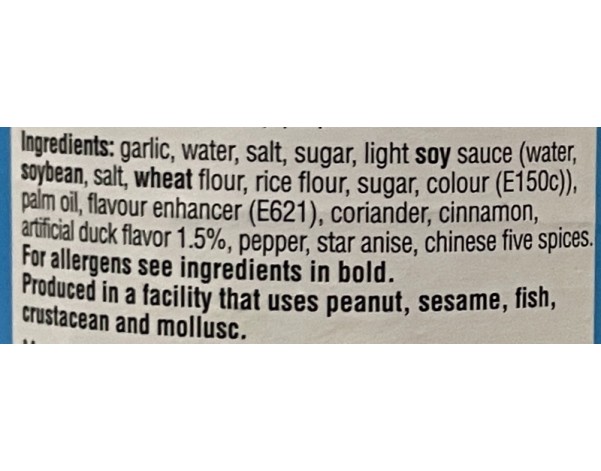 Ingredients: garlic, water, salt, sugar, light soy sauce (water,
soybean, salt, wheat flour, rice flour, sugar, colour (E150c)),
palm oil, flavour enhancer (E621), coriander, cinnamon,
artificial duck flavor 1.5%, pepper, star anise, chinese five spices.
For allergens see ingredients in bold.
Produced in a facility that uses peanut, sesame, fish,
crustacean and mollusc.